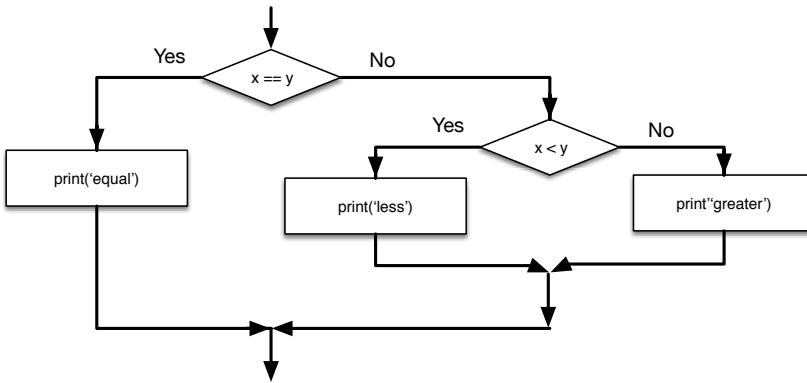 Yes
x == y
No
Yes
x < y
No
print(‘equal’)
print(‘less’)
print’‘greater’)